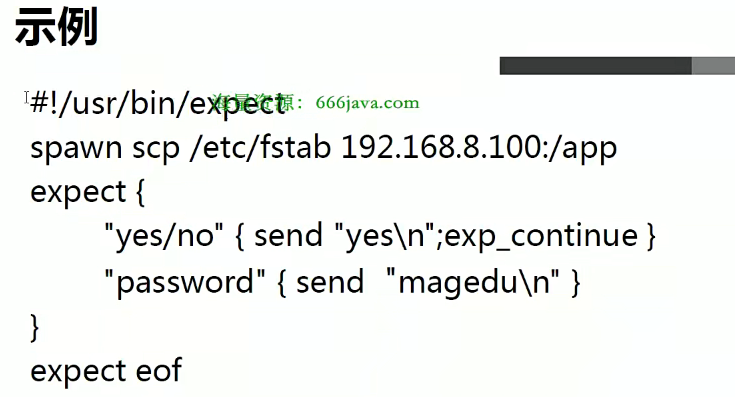 示例
#!/usr/bin/expect
海量资源：666java.com
spawn scp /etc/fstab 192.168.8.100:/app
expect {
"yes/no" { send "yes\n";exp_continue }
"password" { send "magedu\n" }
}
expect eof